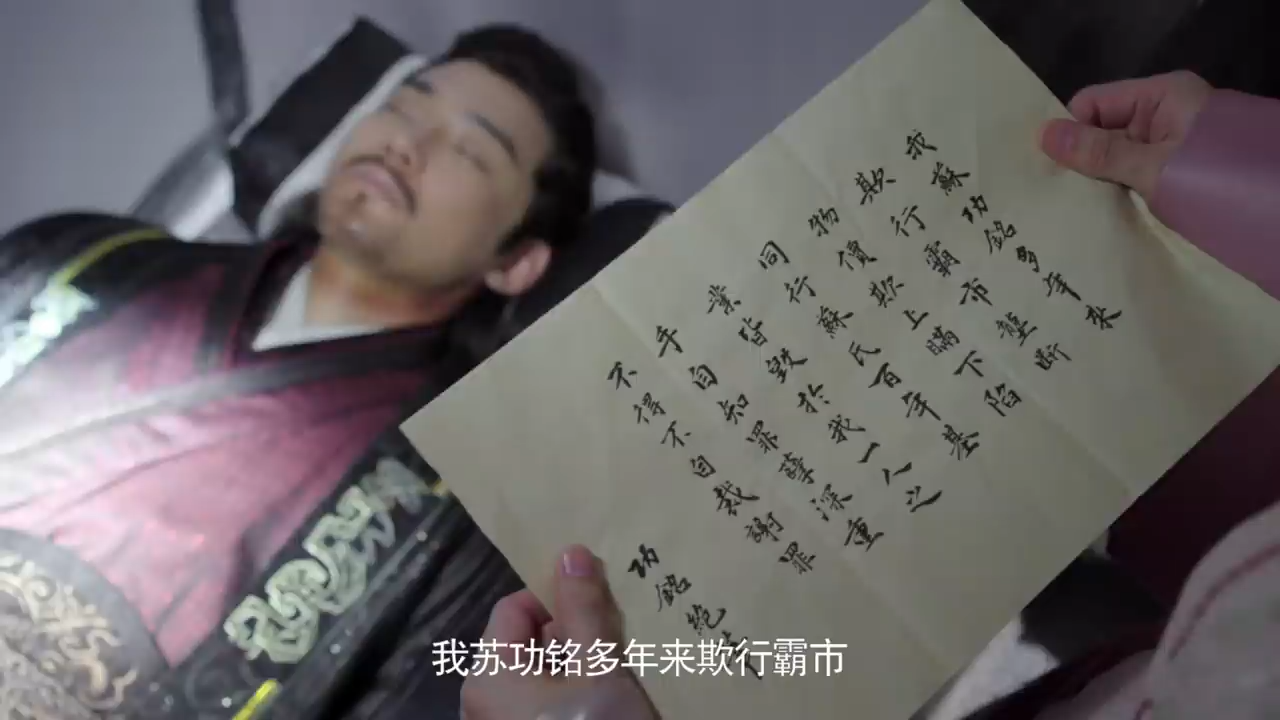 我蘇功銘多年來
欺行霸市壟斷
物價欺上瞞下陷
同行蘇氏百年基
業皆毀於我一人之
手自知罪孽深重
不得不自裁謝罪
功銘絕
我苏功铭多年来欺行霸市